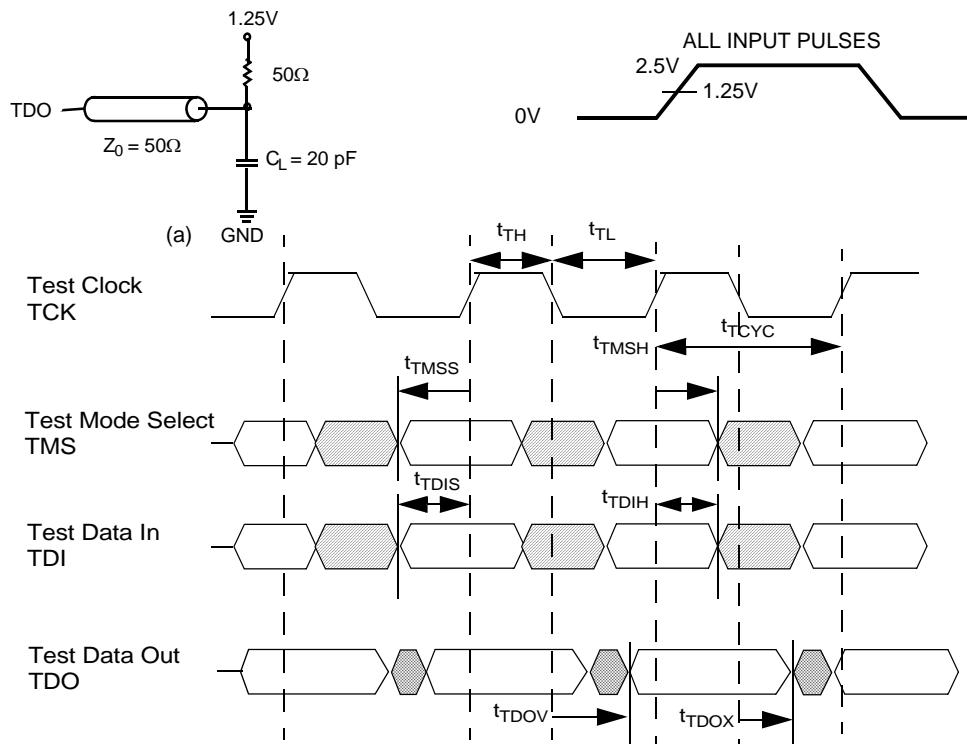 1.25V
50Ω
TDO
Z0 = 50Ω
CL = 20 pF
(a)
GND
ALL INPUT PULSES
2.5V
1.25V
0V
tTH
tTL
Test Clock
TCK
tTCYC
tTMSH
tTMSS
Test Mode Select
TMS
tTDIS
tTDIH
Test Data In
TDI
Test Data Out
TDO
tTDOV
tTDOX